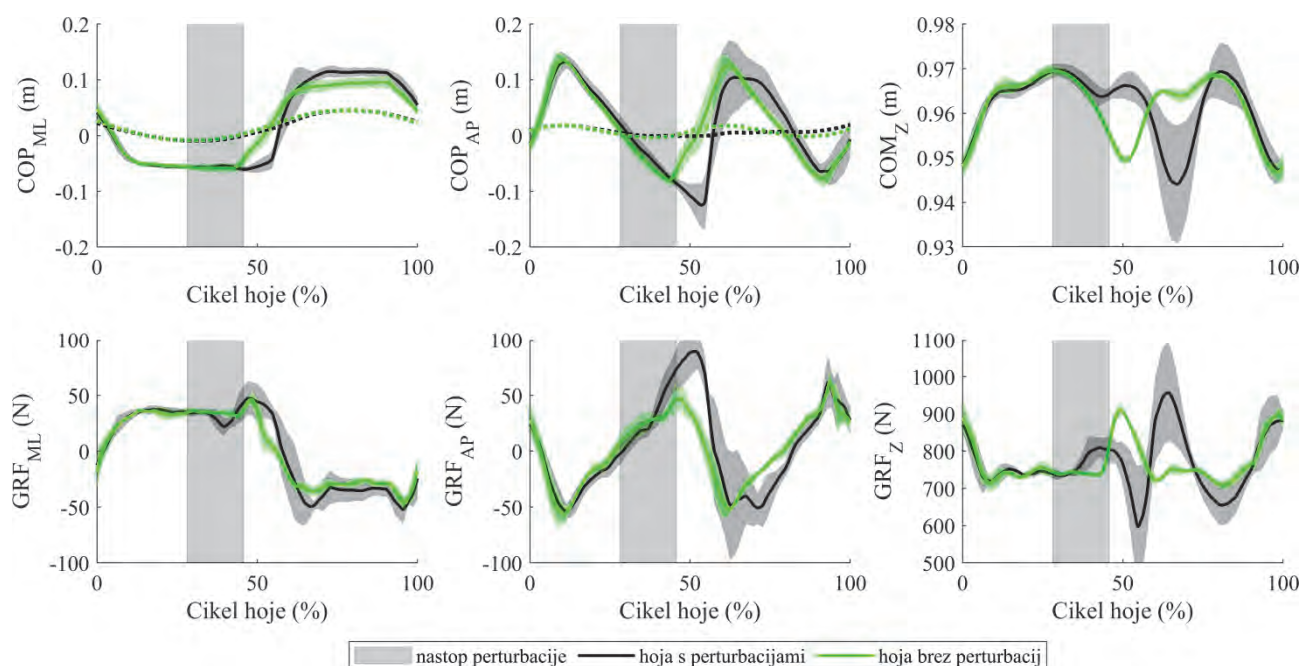 0.2
0.1
0
-0.1
0.2
COP_ML (m)
0 50 100
Cikel hoje (%)
0.2
0.1
0
-0.1
0.2
COP_AP (m)
0 50 100
Cikel hoje (%)
0.98
0.97
0.96
0.95
0.94
0.93
COM_Z (m)
0 50 100
Cikel hoje (%)
100
50
0
-50
-100
GRF_ML (N)
0 50 100
Cikel hoje (%)
100
50
0
-50
-100
GRF_AP (N)
0 50 100
Cikel hoje (%)
1100
1000
900
800
700
600
500
GRF_Z (N)
0 50 100
Cikel hoje (%)
nastop perturbacije hoja s perturbacijami hoja brez perturbacij